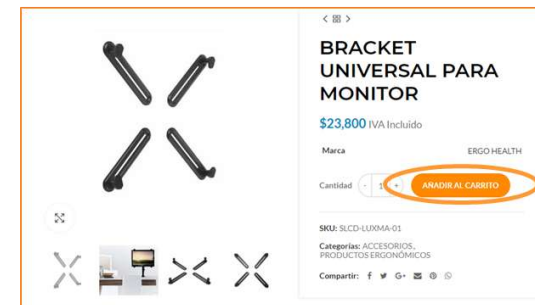 BRACKET
UNIVERSAL PARA
MONITOR
$23,800 IVA Incluido
Marca ERGO HEALTH
Cantidad - 1 + AÑADIR AL CARRITO
SKU: SLCD-LUXMA-01
Categorías: ACCESORIOS,
PRODUCTOS ERGONÓMICOS
Compartir: